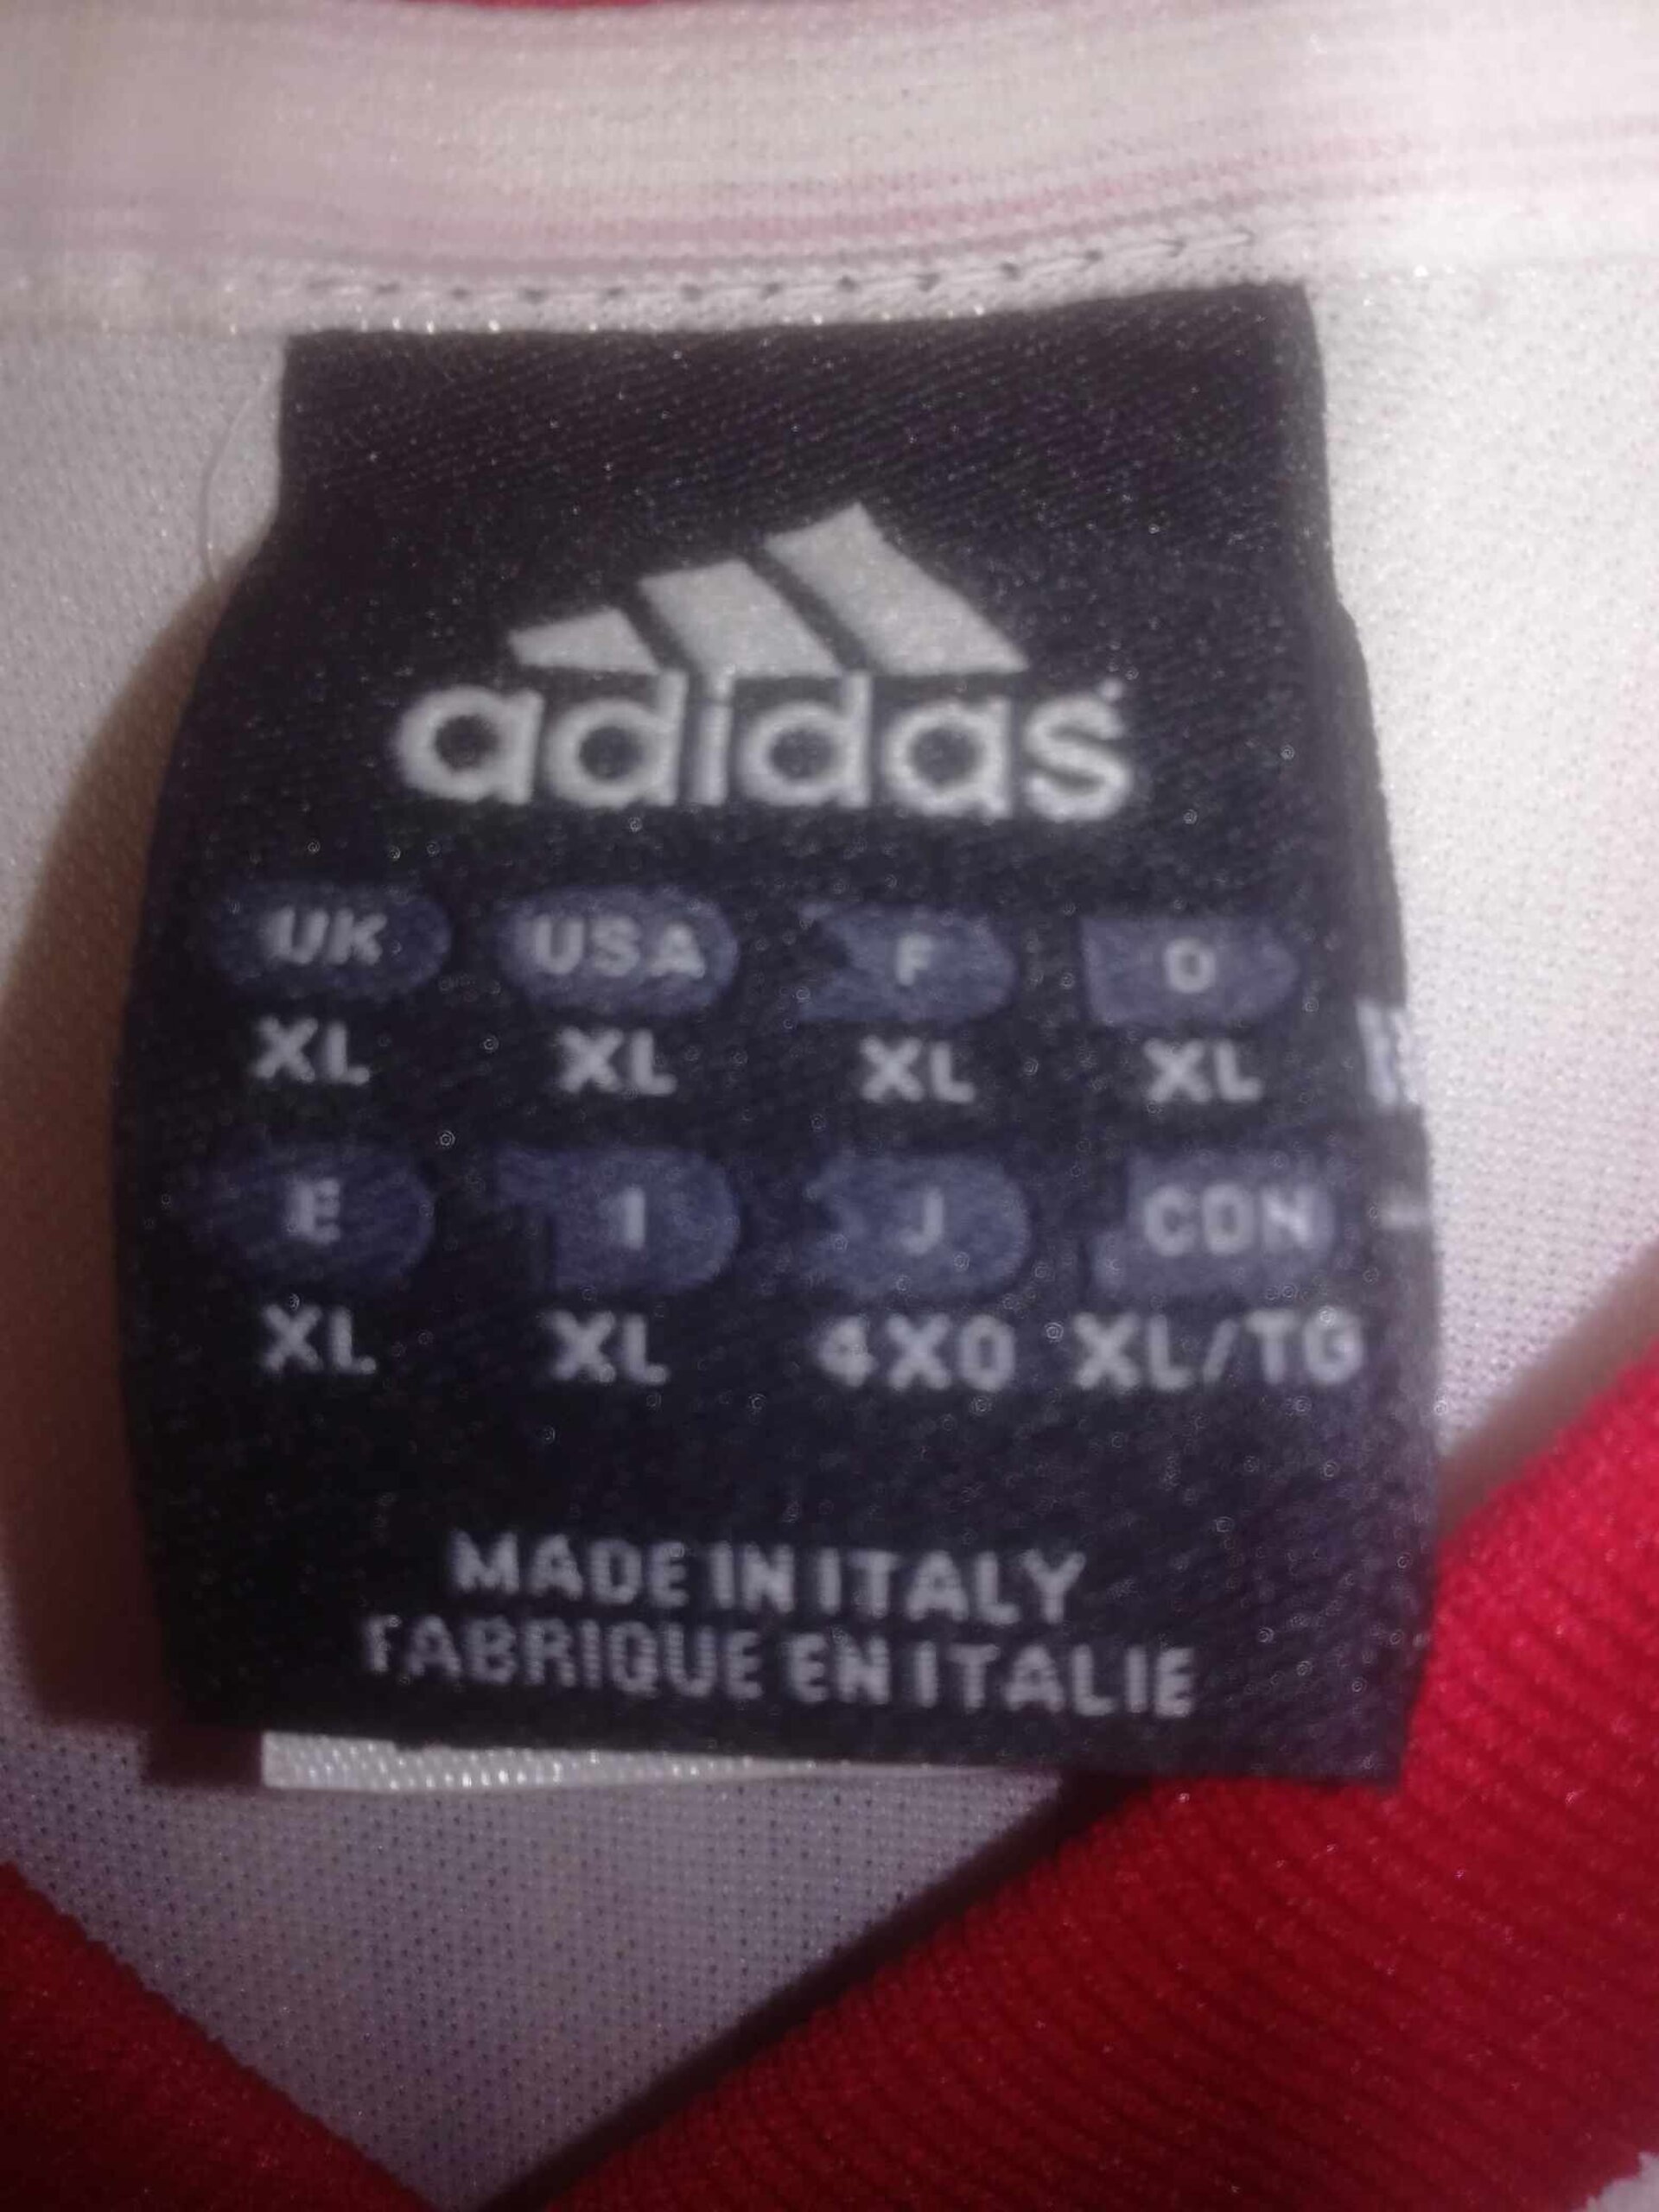 adidas
UK USA F D
XL XL XL XL
E I J CDN
XL XL 4XO XL/TG
MADE IN ITALY
FABRIQUE EN ITALIE